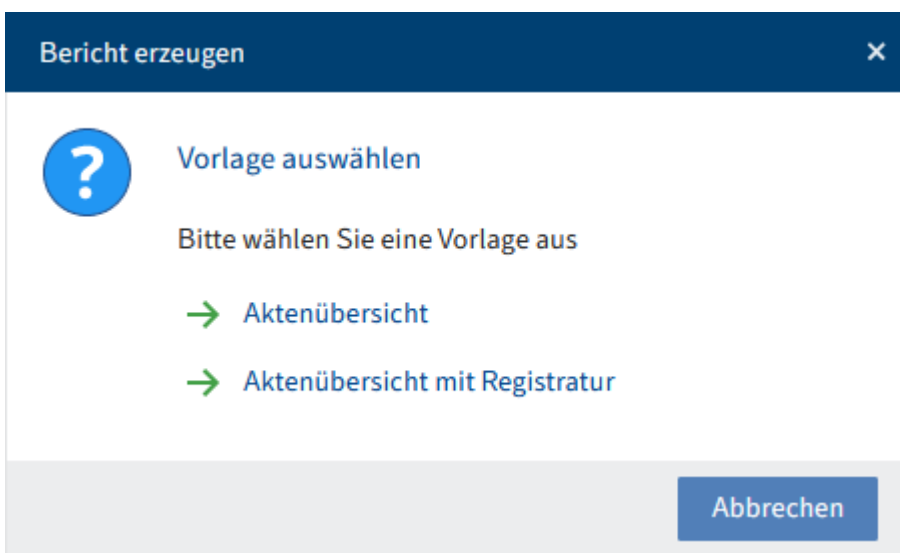 Bericht erzeugen
Vorlage auswählen
Bitte wählen Sie eine Vorlage aus
Aktenübersicht
Aktenübersicht mit Registratur
Abbrechen